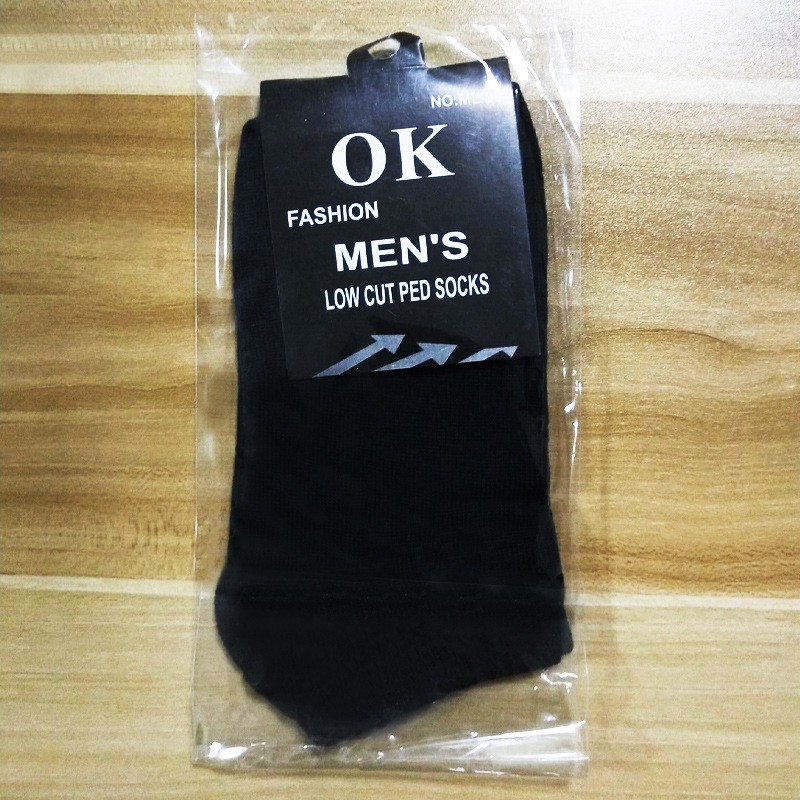 OK
FASHION
MEN'S
LOW CUT PED SOCKS